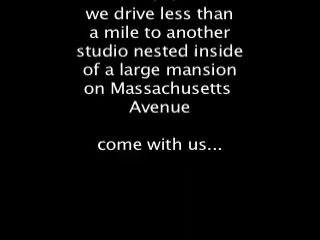 we drive less than
a mile to another
studio nested inside
of a large mansion
on Massachusetts
Avenue
come with us...